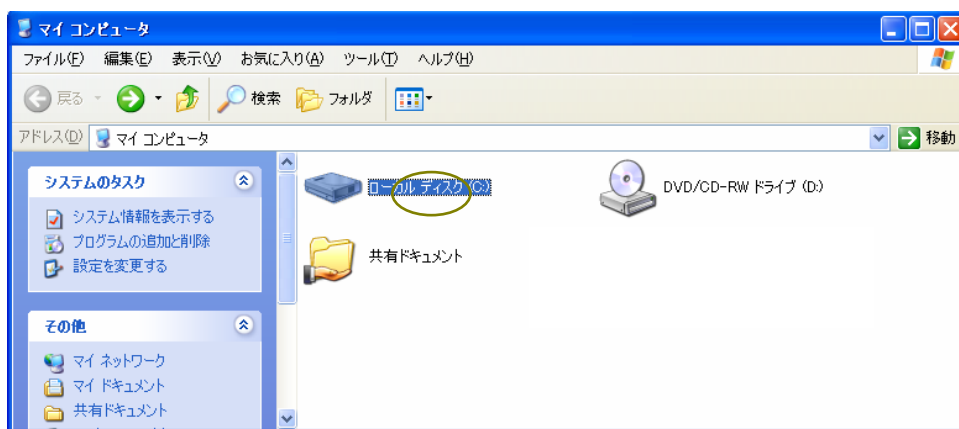 マイ コンピュータ
ファイル(F) 編集(E) 表示(V) お気に入り(A) ツール(T) ヘルプ(H)
戻る 検索 フォルダ
アドレス(D) マイ コンピュータ 移動
システムのタスク
システム情報を表示する
プログラムの追加と削除
設定を変更する
その他
マイ ネットワーク
マイ ドキュメント
共有ドキュメント
ローカル ディスク (C:)
DVD/CD-RW ドライブ (D:)
共有ドキュメント